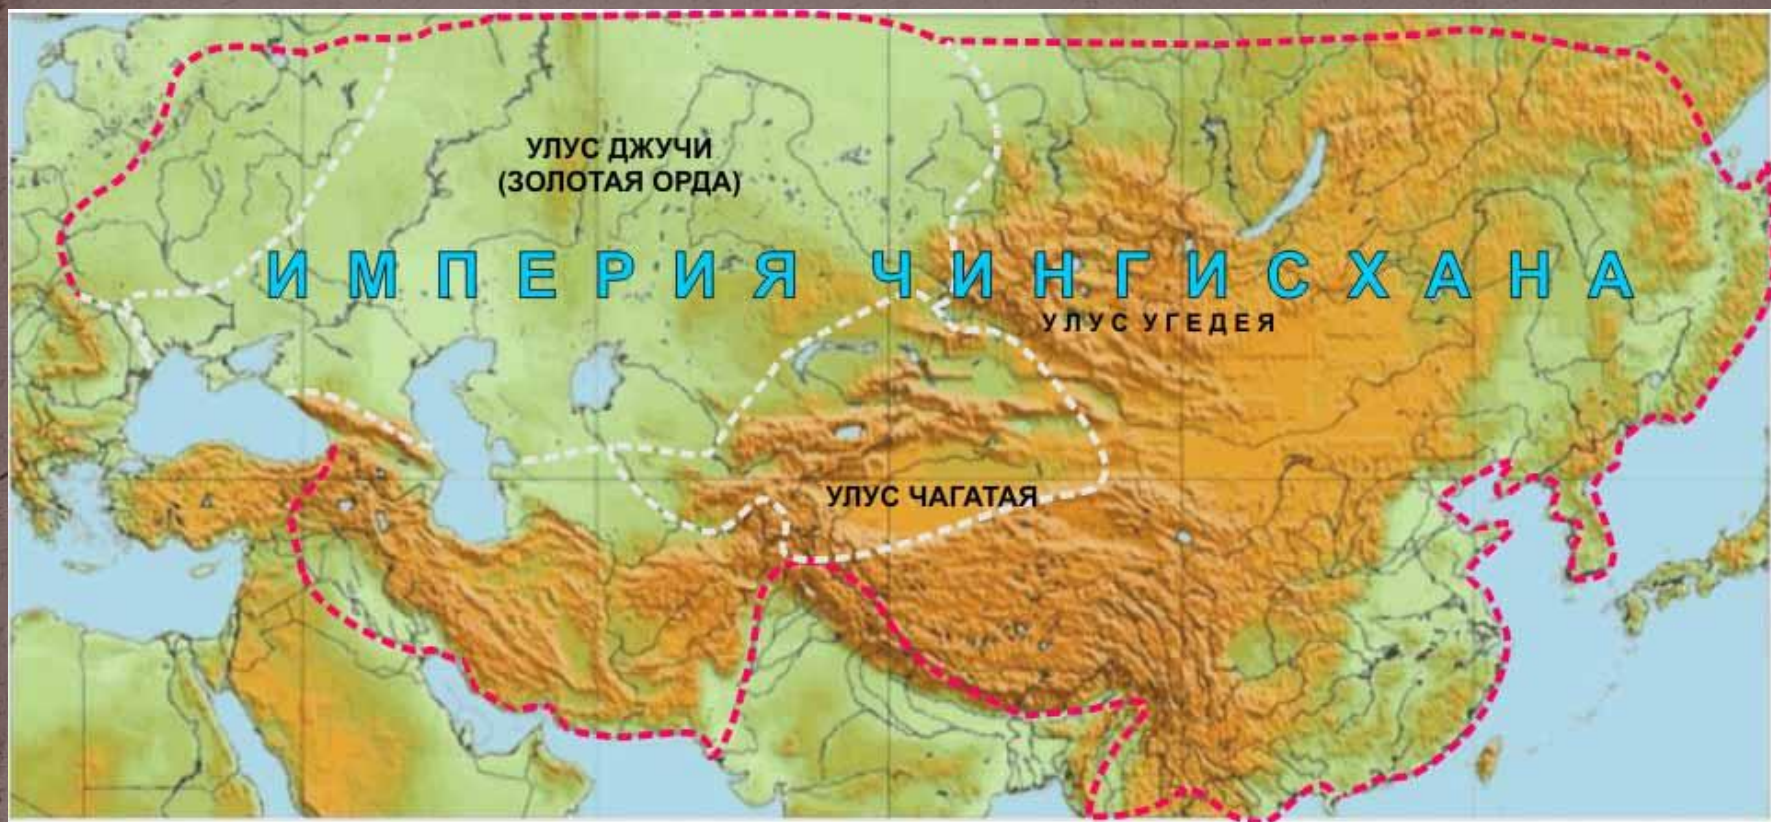 УЛУС ДЖУЧИ
(ЗОЛОТАЯ ОРДА)
ИМПЕРИЯ ЧИНГИСХАНА
УЛУС УГЕДЕЯ
УЛУС ЧАГАТАЯ